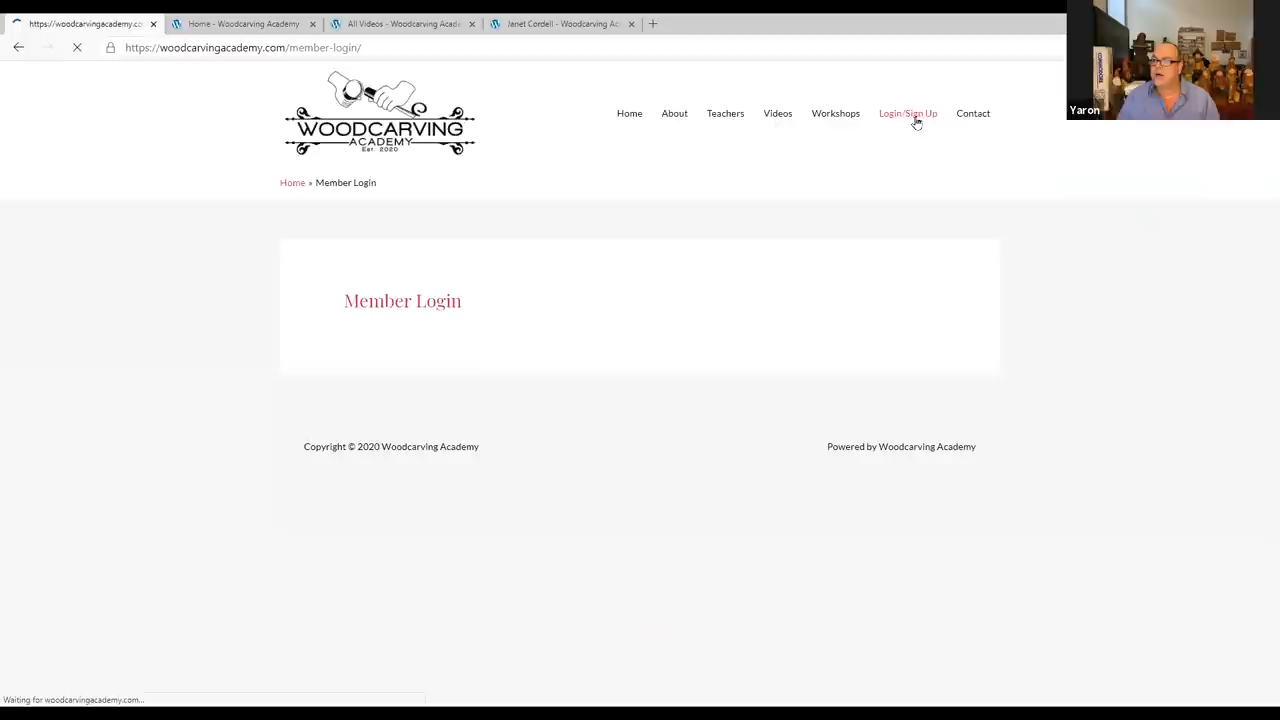 https://woodcarvingacademy.co
Home - Woodcarving Academy
All Videos - Woodcarving Acade
Janet Cordell - Woodcarving Ac
https://woodcarvingacademy.com/member-login/
Yaron
WOODCARVING
ACADEMY
Est. 2020
Home About Teachers Videos Workshops Login/Sign Up Contact
Home » Member Login
Member Login
Copyright © 2020 Woodcarving Academy
Powered by Woodcarving Academy
Waiting for woodcarvingacademy.com...